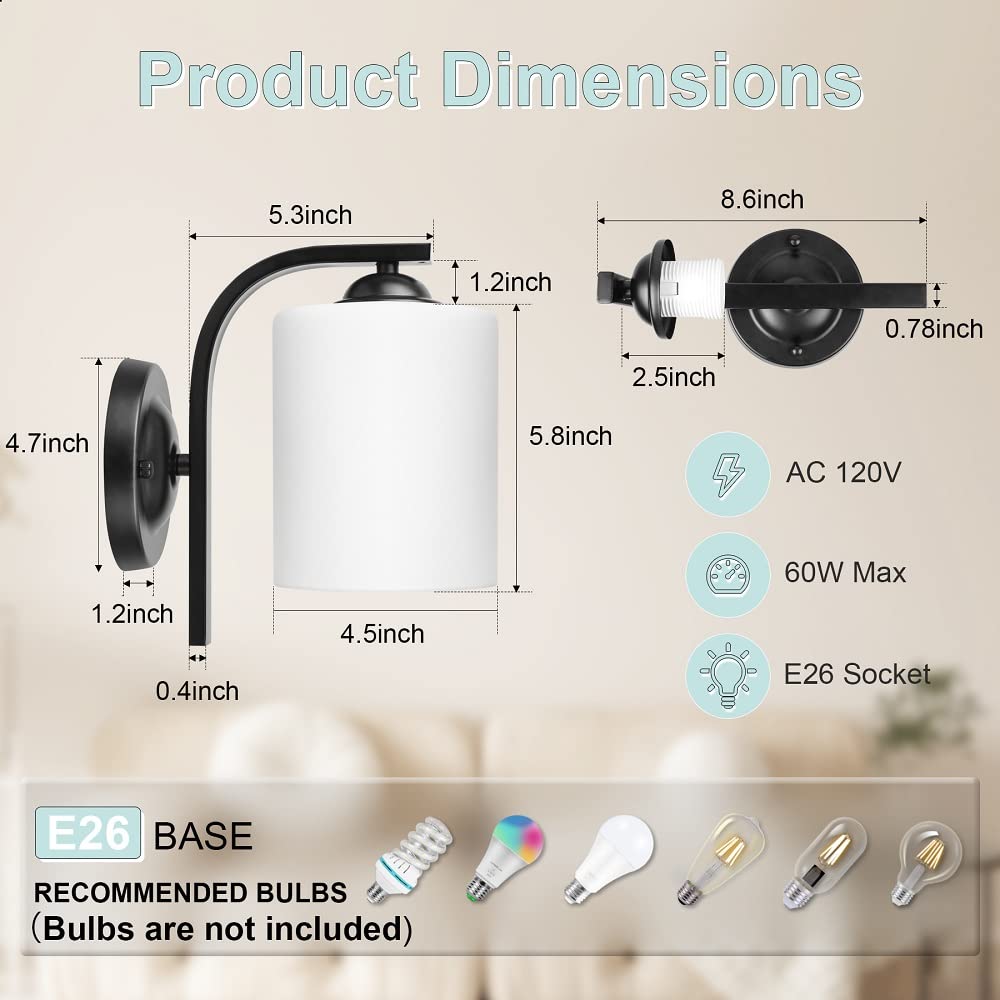 Product Dimensions
5.3inch
8.6inch
1.2inch
0.78inch
2.5inch
4.7inch
5.8inch
AC 120V
60W Max
1.2inch
4.5inch
E26 Socket
0.4inch
E26 BASE
RECOMMENDED BULBS
(Bulbs are not included)